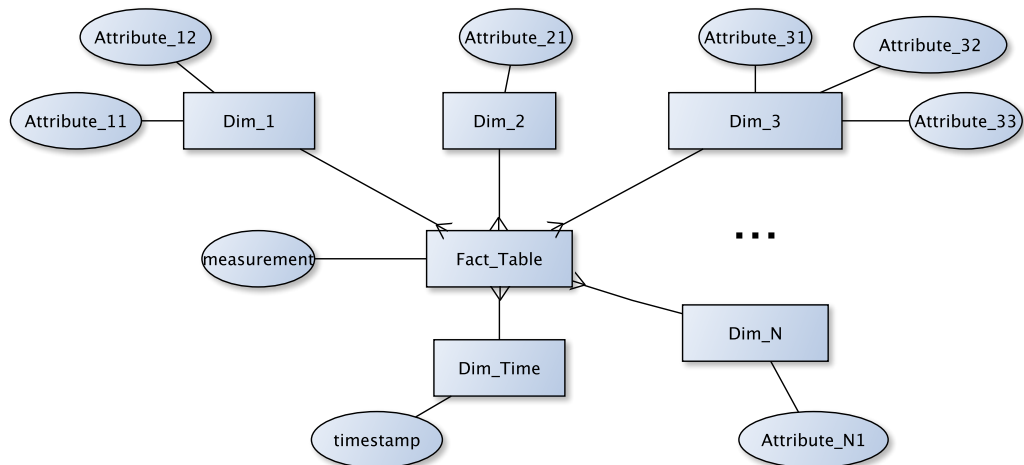 Attribute_12
Attribute_21
Attribute_31
Attribute_32
Attribute_11
Dim_1
Dim_2
Dim_3
Attribute_33
...
measurement
Fact_Table
Dim_N
Dim_Time
timestamp
Attribute_N1